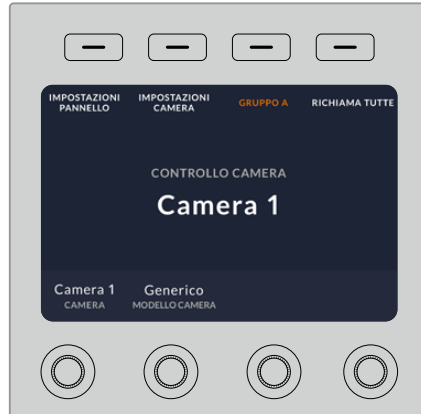 IMPOSTAZIONI PANNELLO
IMPOSTAZIONI CAMERA
GRUPPO A
RICHIAMA TUTTE
CONTROLLO CAMERA
Camera 1
Camera 1
CAMERA
Generico
MODELLO CAMERA